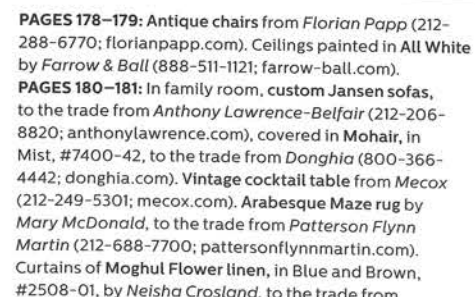 PAGES 178–179: Antique chairs from Florian Papp (212-
288-6770; florianpapp.com). Ceilings painted in All White
by Farrow & Ball (888-511-1121; farrow-ball.com).
PAGES 180–181: In family room, custom Jansen sofas,
to the trade from Anthony Lawrence-Belfair (212-206-
8820; anthonylawrence.com), covered in Mohair, in
Mist, #7400-42, to the trade from Donghia (800-366-
4442; donghia.com). Vintage cocktail table from Mecox
(212-249-5301; mecox.com). Arabesque Maze rug by
Mary McDonald, to the trade from Patterson Flynn
Martin (212-688-7700; pattersonflynnmartin.com).
Curtains of Moghul Flower linen, in Blue and Brown,
#2508-01, by Neisha Crosland, to the trade from